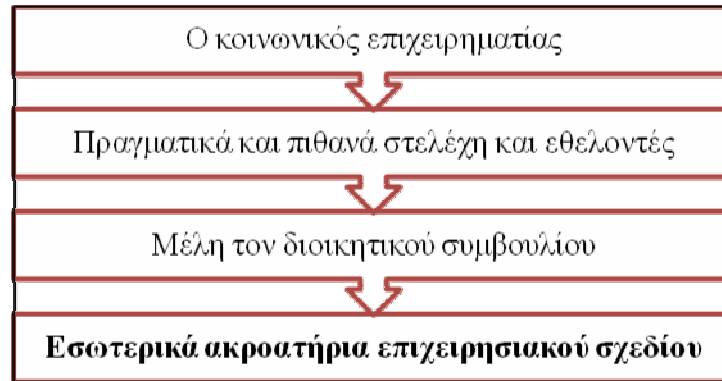 Ο κοινωνικός επιχειρηματίας
Πραγματικά και πιθανά στελέχη και εθελοντές
Μέλη τον διοικητικού συμβουλίου
Εσωτερικά ακροατήρια επιχειρησιακού σχεδίου